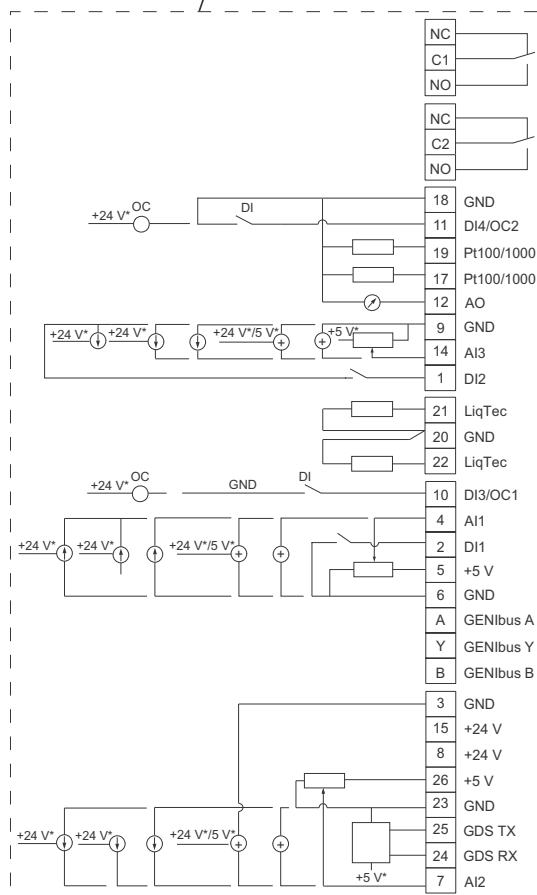 NC
C1
NO
NC
C2
NO
18 GND
+24 V* OC DI 11 DI4/OC2
19 Pt100/1000
17 Pt100/1000
12 AO
9 GND
+24 V* +24 V* +24 V*/5 V* +5 V*
14 AI3
1 DI2
21 LiqTec
20 GND
22 LiqTec
+24 V* OC GND DI 10 DI3/OC1
4 AI1
2 DI1
+24 V* +24 V* +24 V*/5 V*
5 +5 V
6 GND
A GENIbus A
Y GENIbus Y
B GENIbus B
3 GND
15 +24 V
8 +24 V
26 +5 V
23 GND
+24 V* +24 V* +24 V*/5 V* 25 GDS TX
24 GDS RX
+5 V* 7 AI2